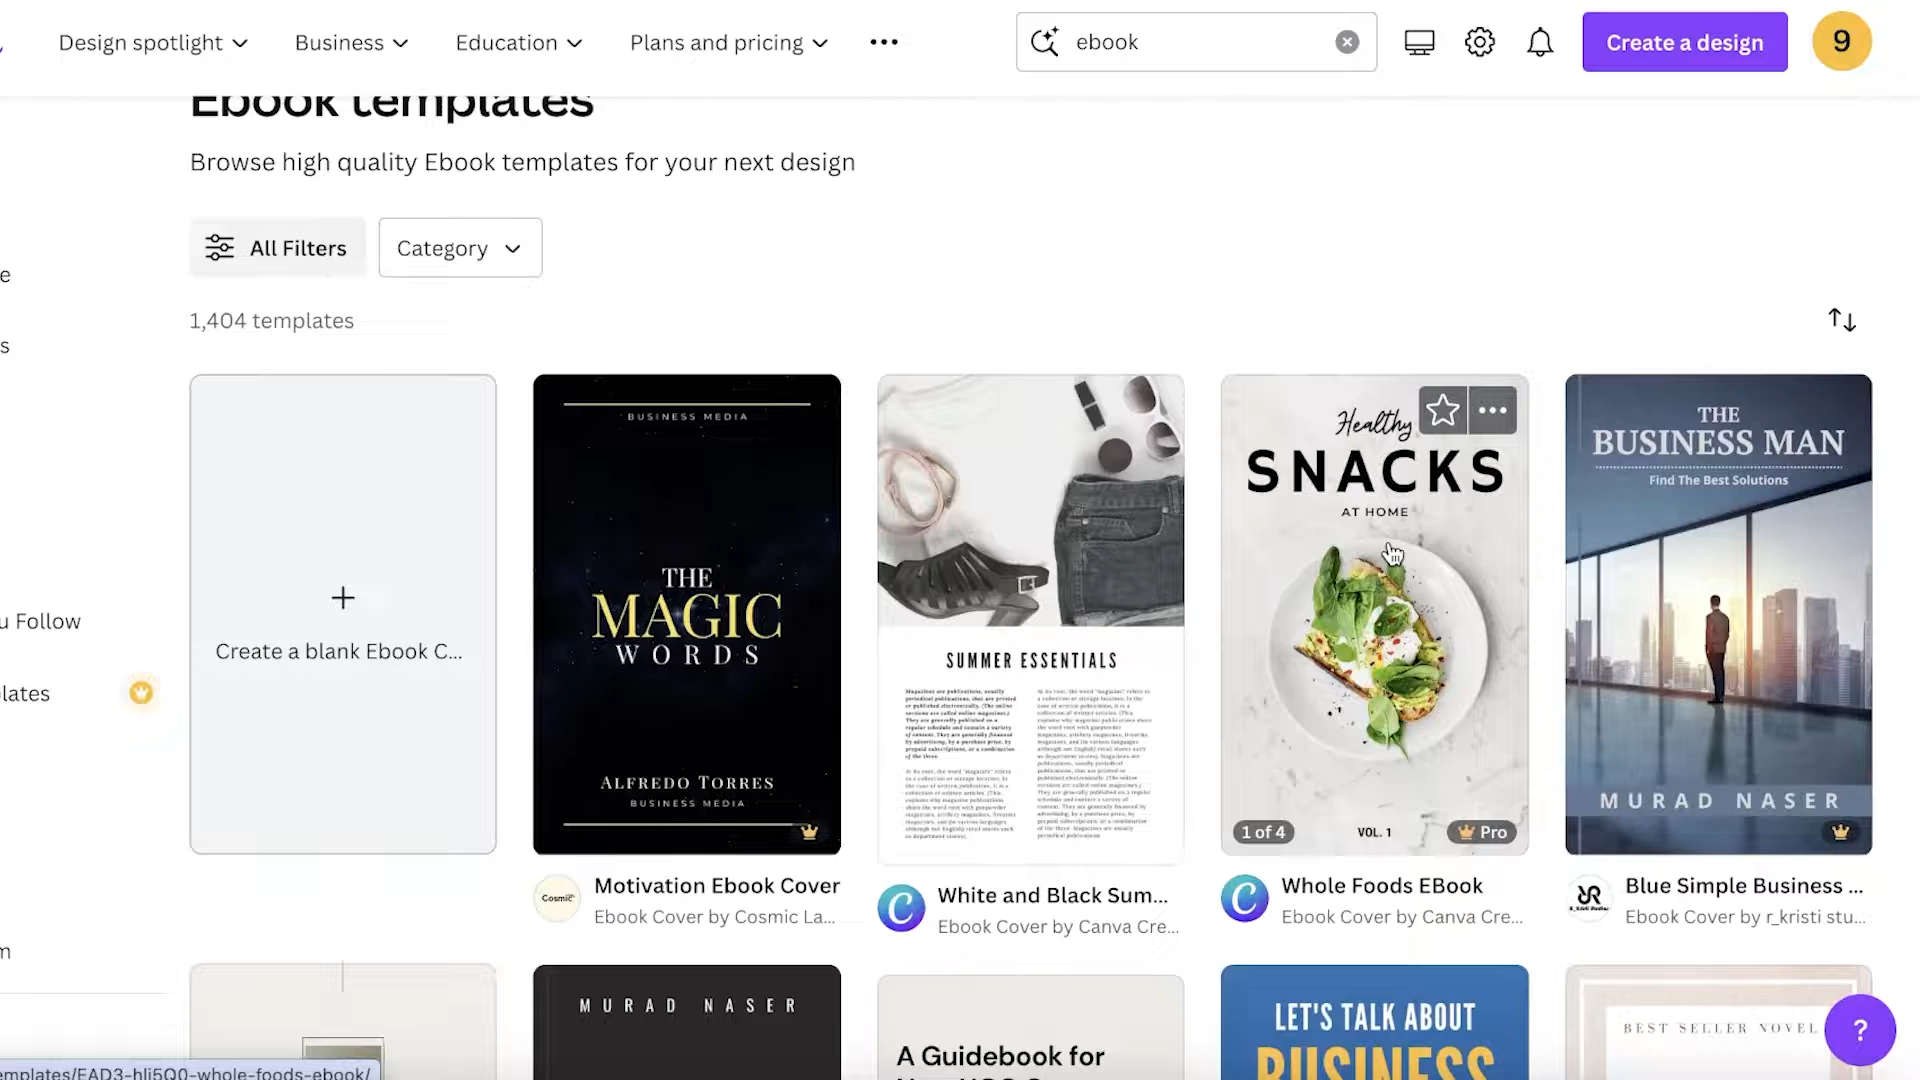 Design spotlight
Business
Education
Plans and pricing
ebook
Create a design
9
Ebook templates
Browse high quality Ebook templates for your next design
All Filters
Category
1,404 templates
e
s
u Follow
lates
m
Create a blank Ebook C...
BUSINESS MEDIA
THE
MAGIC
WORDS
ALFREDO TORRES
BUSINESS MEDIA
Cosmic
Motivation Ebook Cover
Ebook Cover by Cosmic La...
SUMMER ESSENTIALS
White and Black Sum...
Ebook Cover by Canva Cre...
Healthy
SNACKS
AT HOME
1 of 4
VOL. 1
Pro
Whole Foods EBook
Ebook Cover by Canva Cre...
THE
BUSINESS MAN
Find The Best Solutions
MURAD NASER
Blue Simple Business ...
Ebook Cover by r_kristi stu...
MURAD NASER
A Guidebook for
LET'S TALK ABOUT
BUSINESS
BEST SELLER NOVEL
?
emplates/EAD3-hli5Q0-whole-foods-ebook/